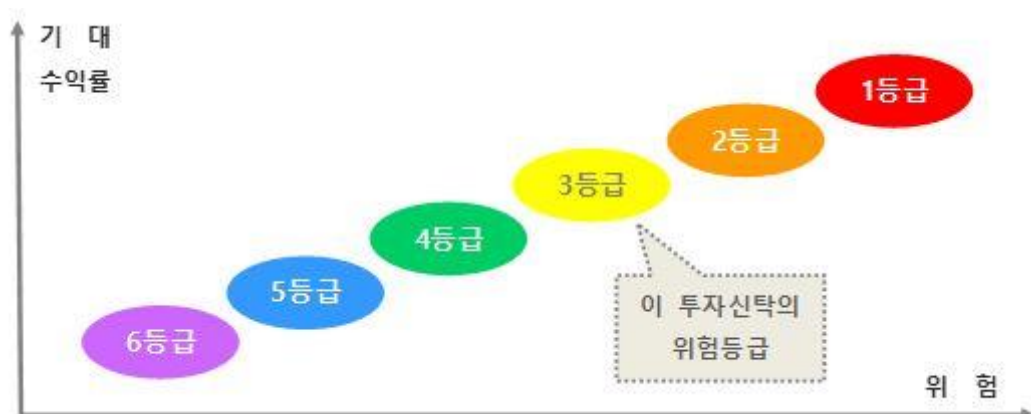 기 대
수익률
1등급
2등급
3등급
4등급
5등급
6등급
이 투자신탁의
위험등급
위 험